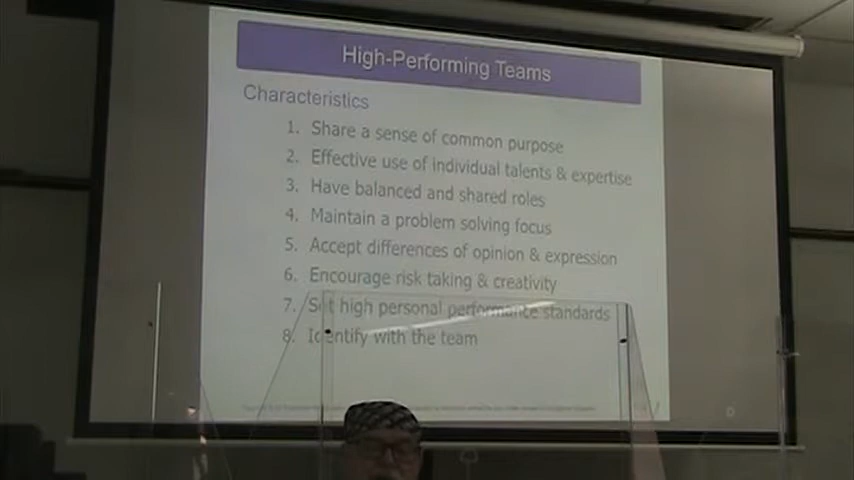 High-Performing Teams
Characteristics
1. Share a sense of common purpose
2. Effective use of individual talents & expertise
3. Have balanced and shared roles
4. Maintain a problem solving focus
5. Accept differences of opinion & expression
6. Encourage risk taking & creativity
7. Set high personal performance standards
8. Identify with the team